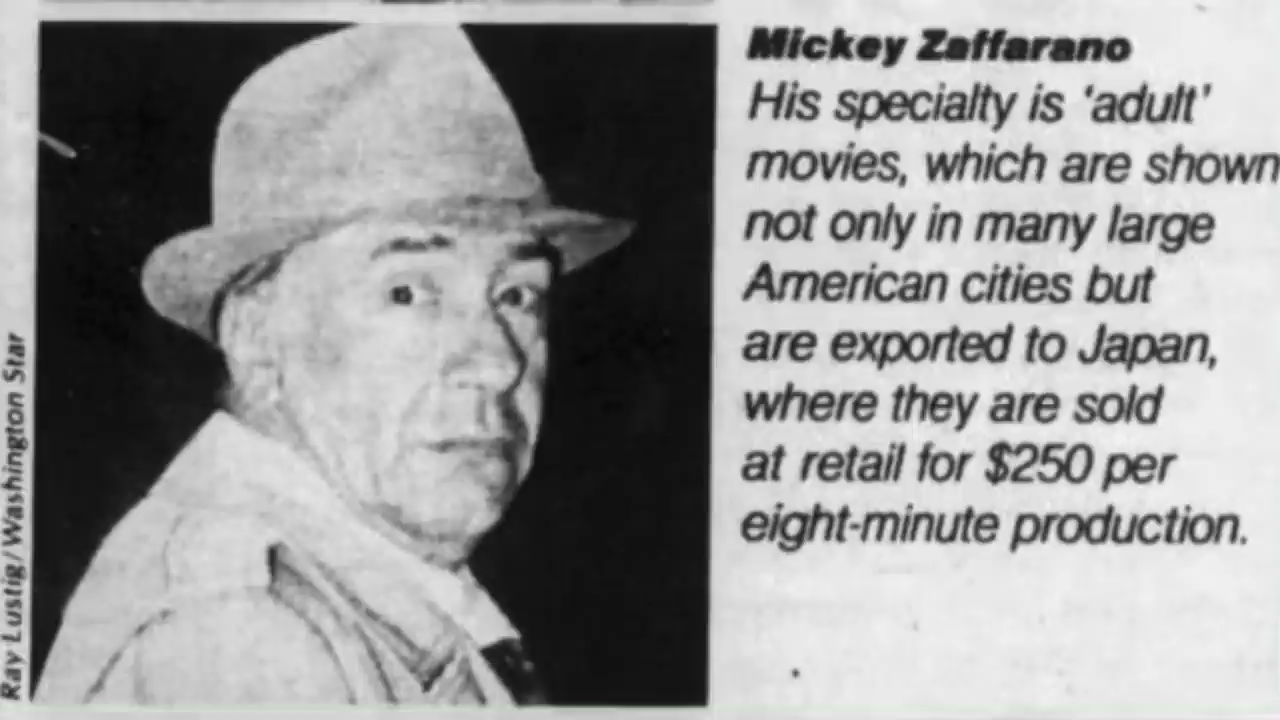 Mickey Zaffarano
His specialty is ‘adult’
movies, which are shown
not only in many large
American cities but
are exported to Japan,
where they are sold
at retail for $250 per
eight-minute production.
Ray Lustig/Washington Star